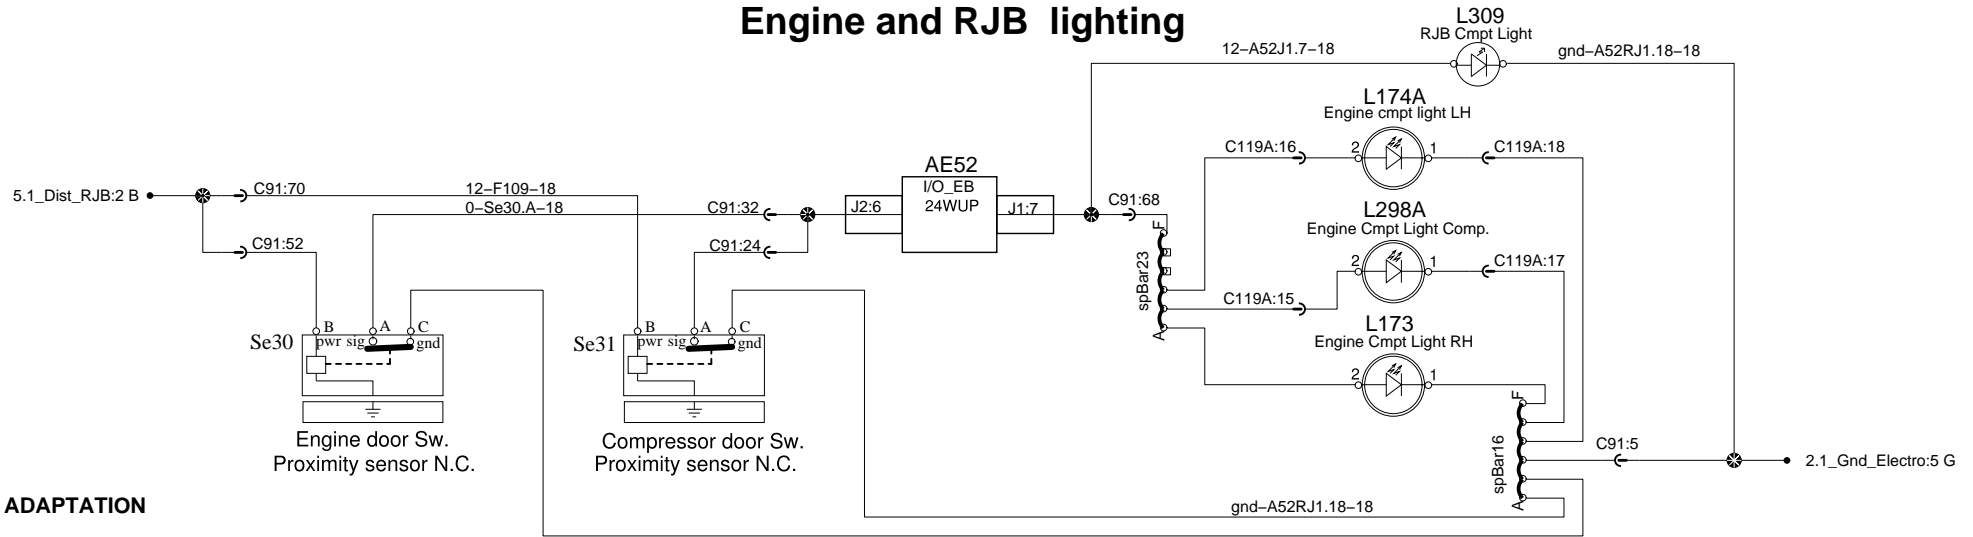 Engine and RJB lighting
L309
RJB Cmpt Light
12−A52J1.7−18
gnd−A52RJ1.18−18
L174A
Engine cmpt light LH
C119A:16
2
1
C119A:18
AE52
I/O_EB
24WUP
J2:6
J1:7
5.1_Dist_RJB:2 B
C91:70
12−F109−18
0−Se30.A−18
C91:32
C91:68
C91:52
C91:24
L298A
Engine Cmpt Light Comp.
2
1
C119A:17
C119A:15
F
spBar23
A
L173
Engine Cmpt Light RH
2
1
Se30
B
A
C
pwr
sig
gnd
Se31
B
A
C
pwr
sig
gnd
Engine door Sw.
Proximity sensor N.C.
Compressor door Sw.
Proximity sensor N.C.
F
spBar16
A
C91:5
2.1_Gnd_Electro:5 G
ADAPTATION
gnd−A52RJ1.18−18